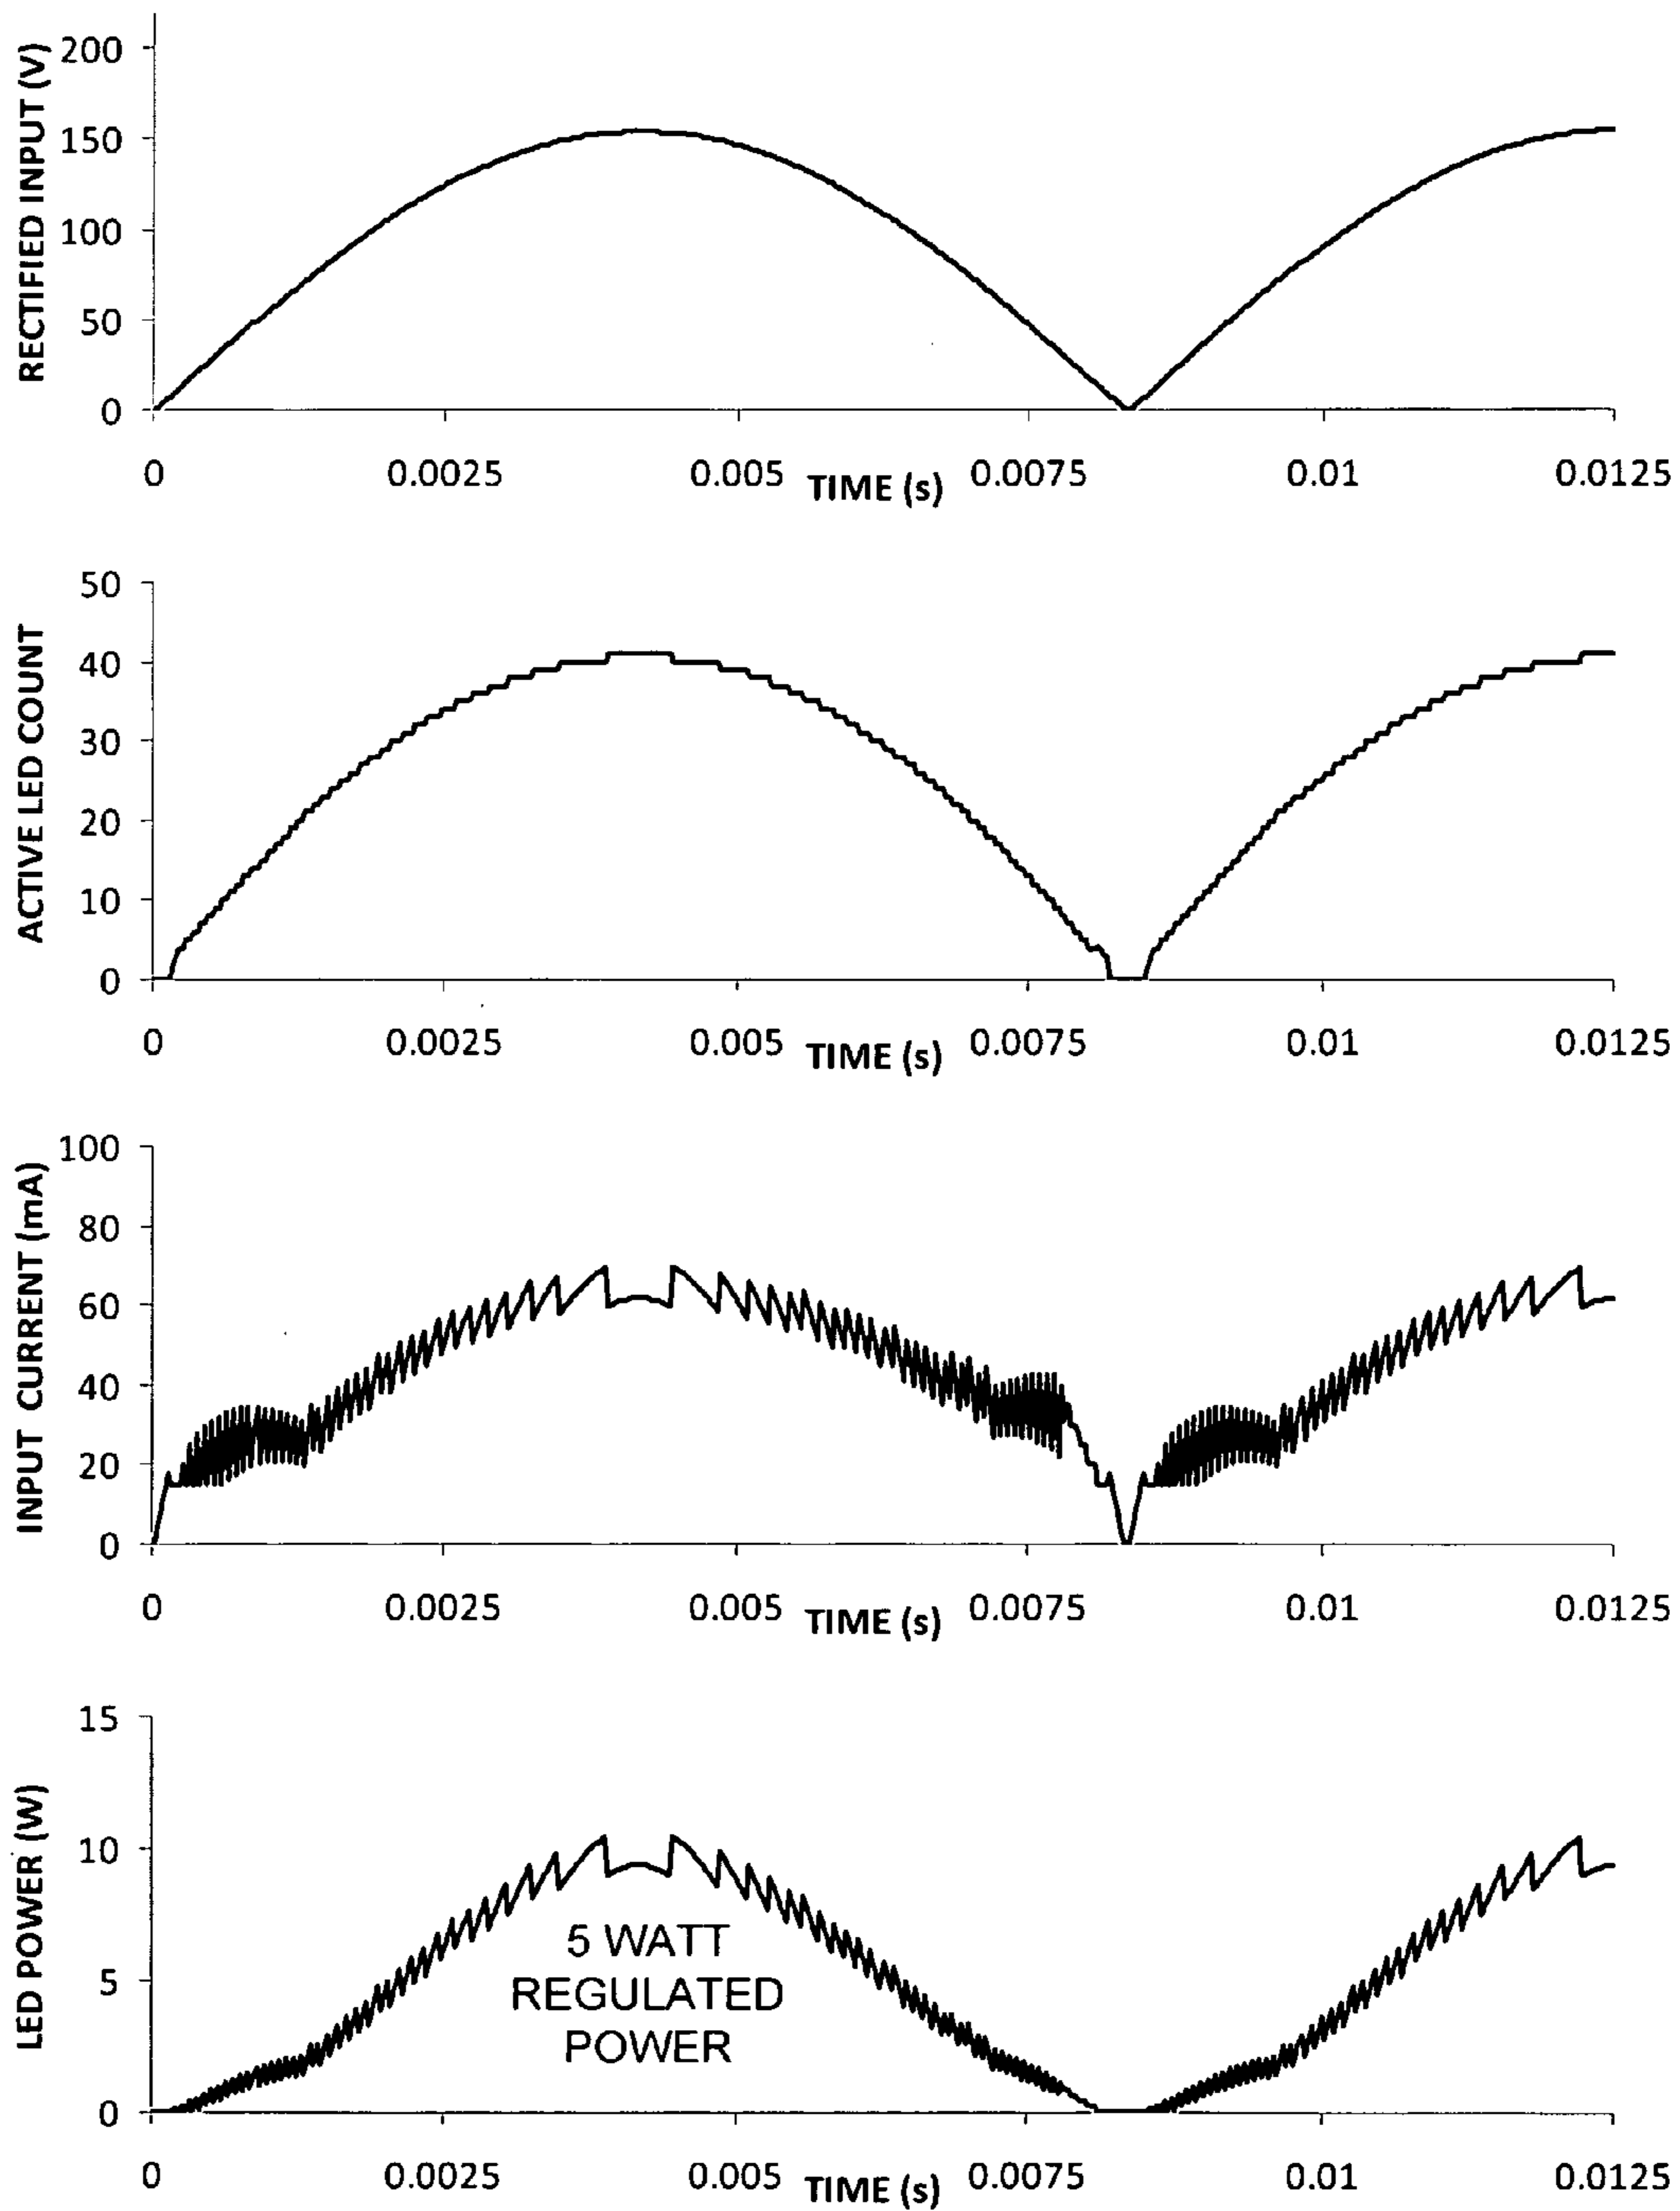 RECTIFIED INPUT (V)
200
150
100
50
0
0 0.0025 0.005 0.0075 0.01 0.0125
TIME (s)
ACTIVE LED COUNT
50
40
30
20
10
0
0 0.0025 0.005 0.0075 0.01 0.0125
TIME (s)
INPUT CURRENT (mA)
100
80
60
40
20
0
0 0.0025 0.005 0.0075 0.01 0.0125
TIME (s)
LED POWER (W)
15
10
5
0
5 WATT
REGULATED
POWER
0 0.0025 0.005 0.0075 0.01 0.0125
TIME (s)